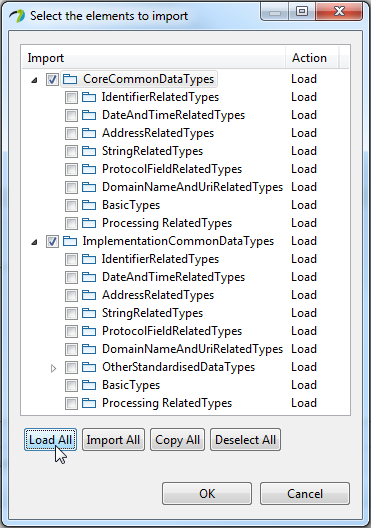 Select the elements to import
Import Action
CoreCommonDataTypes Load
IdentifierRelatedTypes Load
DateAndTimeRelatedTypes Load
AddressRelatedTypes Load
StringRelatedTypes Load
ProtocolFieldRelatedTypes Load
DomainNameAndUriRelatedTypes Load
BasicTypes Load
Processing RelatedTypes Load
ImplementationCommonDataTypes Load
IdentifierRelatedTypes Load
DateAndTimeRelatedTypes Load
AddressRelatedTypes Load
StringRelatedTypes Load
ProtocolFieldRelatedTypes Load
DomainNameAndUriRelatedTypes Load
OtherStandardisedDataTypes Load
BasicTypes Load
Processing RelatedTypes Load
Load All Import All Copy All Deselect All
OK Cancel